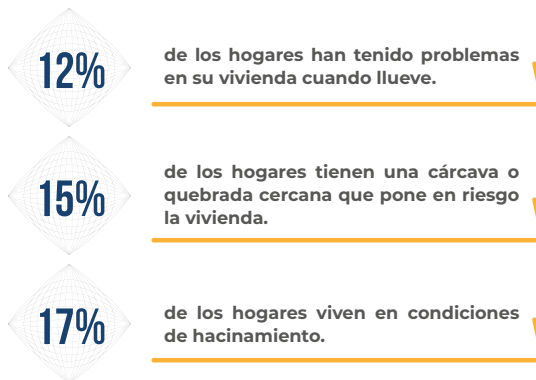 12%
de los hogares han tenido problemas
en su vivienda cuando llueve.
15%
de los hogares tienen una cárcava o
quebrada cercana que pone en riesgo
la vivienda.
17%
de los hogares viven en condiciones
de hacinamiento.